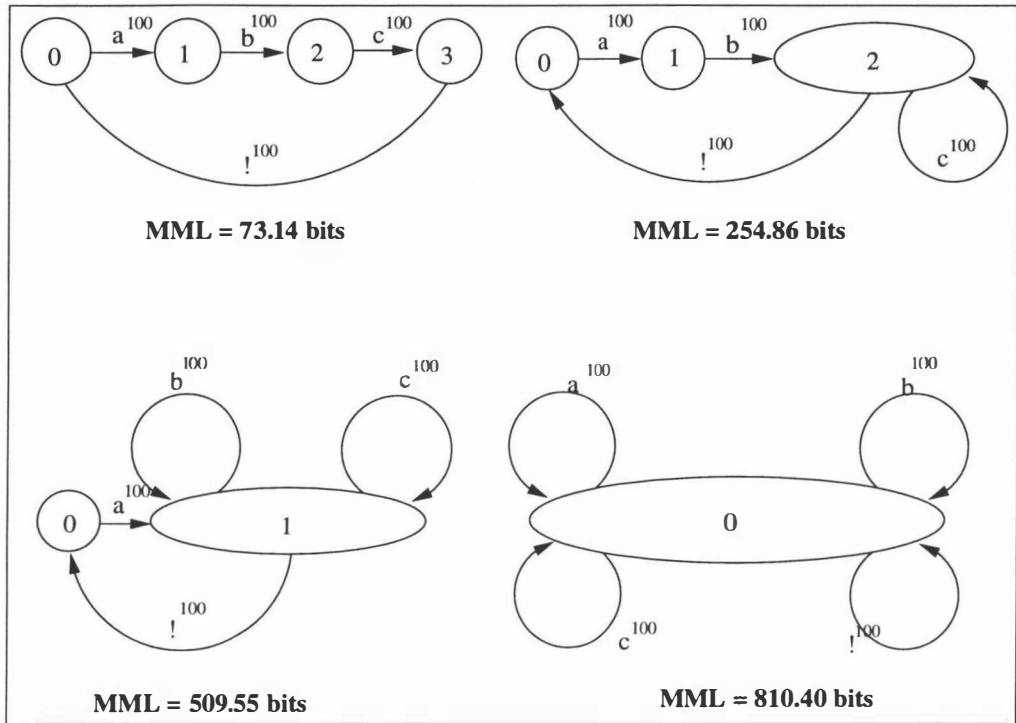 a^100 b^100 c^100
0 1 2 3
!^100
MML = 73.14 bits
a^100 b^100
0 1 2
!^100 c^100
MML = 254.86 bits
b^100 c^100
a^100
0 1
!^100
MML = 509.55 bits
a^100 b^100
0
c^100 !^100
MML = 810.40 bits